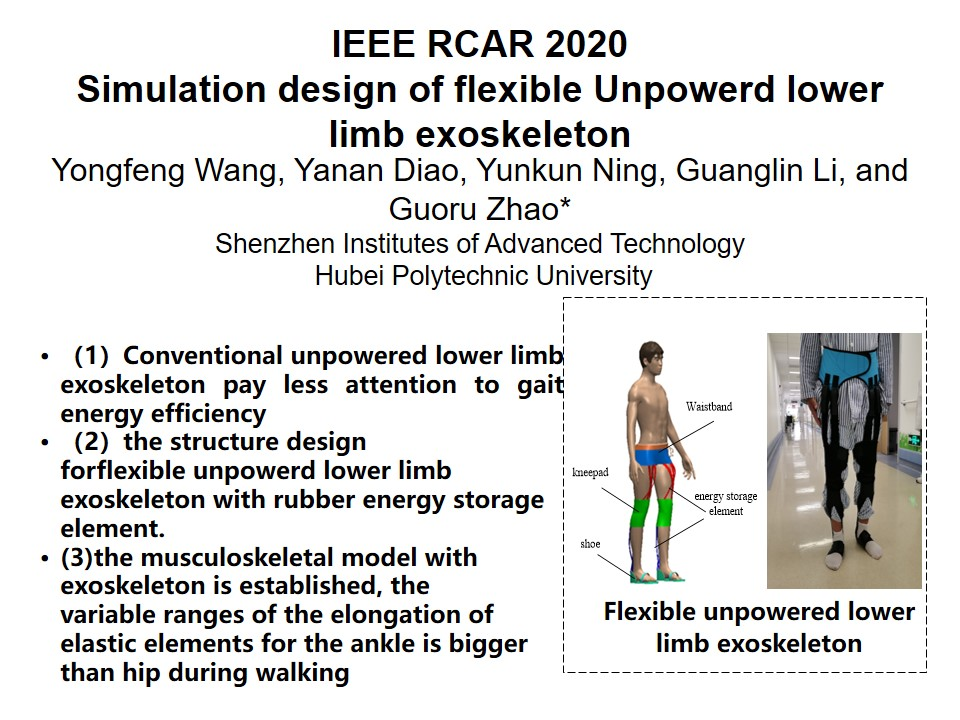 IEEE RCAR 2020
Simulation design of flexible Unpowerd lower
limb exoskeleton
Yongfeng Wang, Yanan Diao, Yunkun Ning, Guanglin Li, and
Guoru Zhao*
Shenzhen Institutes of Advanced Technology
Hubei Polytechnic University
• （1）Conventional unpowered lower limb
exoskeleton pay less attention to gait
energy efficiency
• （2）the structure design
forflexible unpowerd lower limb
exoskeleton with rubber energy storage
element.
• (3)the musculoskeletal model with
exoskeleton is established, the
variable ranges of the elongation of
elastic elements for the ankle is bigger
than hip during walking
Waistband
kneepad
energy storage
element
shoe
Flexible unpowered lower
limb exoskeleton